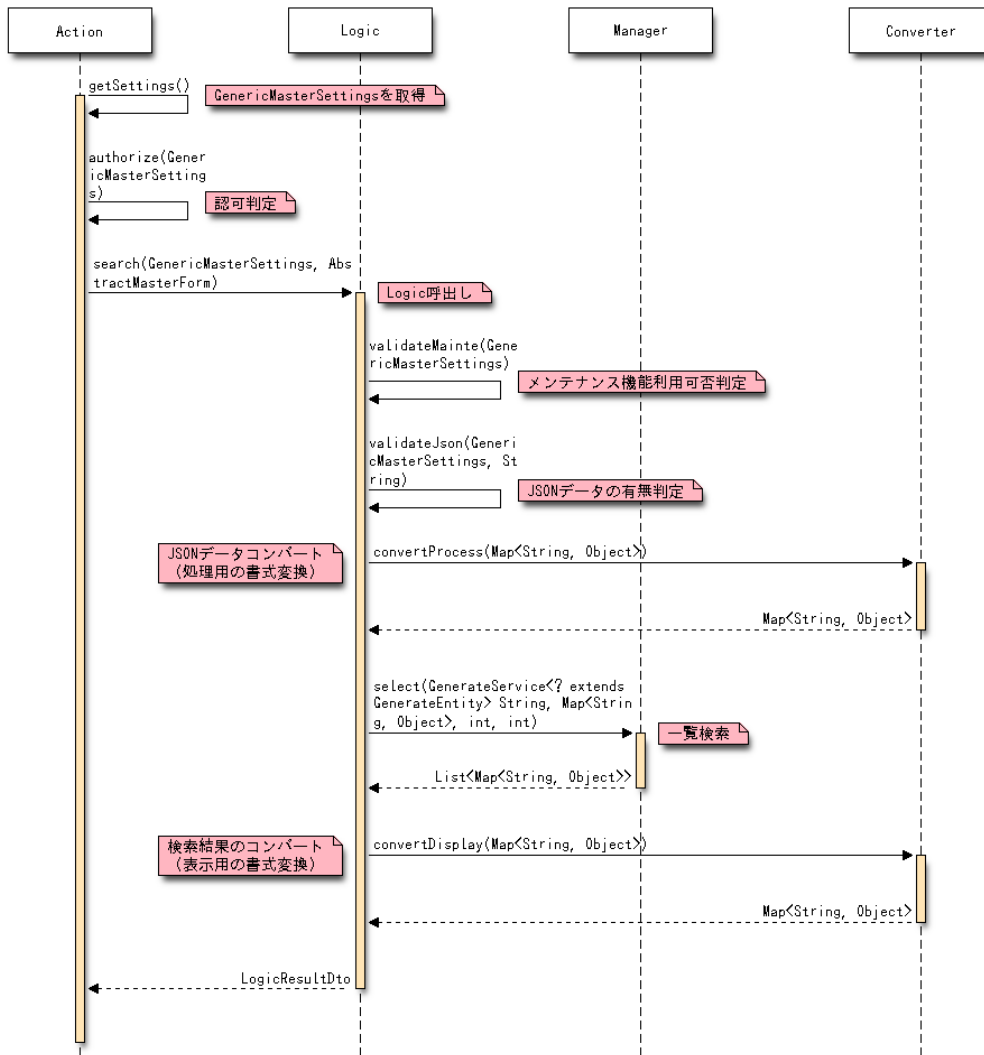 Action
Logic
Manager
Converter
getSettings()
GenericMasterSettingsを取得
authorize(Gener
icMasterSetting
s)
認可判定
search(GenericMasterSettings, Abs
tractMasterForm)
Logic呼出し
validateMainte(Gene
ricMasterSettings)
メンテナンス機能利用可否判定
validateJson(Generi
cMasterSettings, St
ring)
JSONデータの有無判定
JSONデータコンバート
（処理用の書式変換）
convertProcess(Map<String, Object>)
Map<String, Object>
select(GenerateService<? extends
GenerateEntity> String, Map<Strin
g, Object>, int, int)
一覧検索
List<Map<String, Object>>
検索結果のコンバート
（表示用の書式変換）
convertDisplay(Map<String, Object>)
Map<String, Object>
LogicResultDto